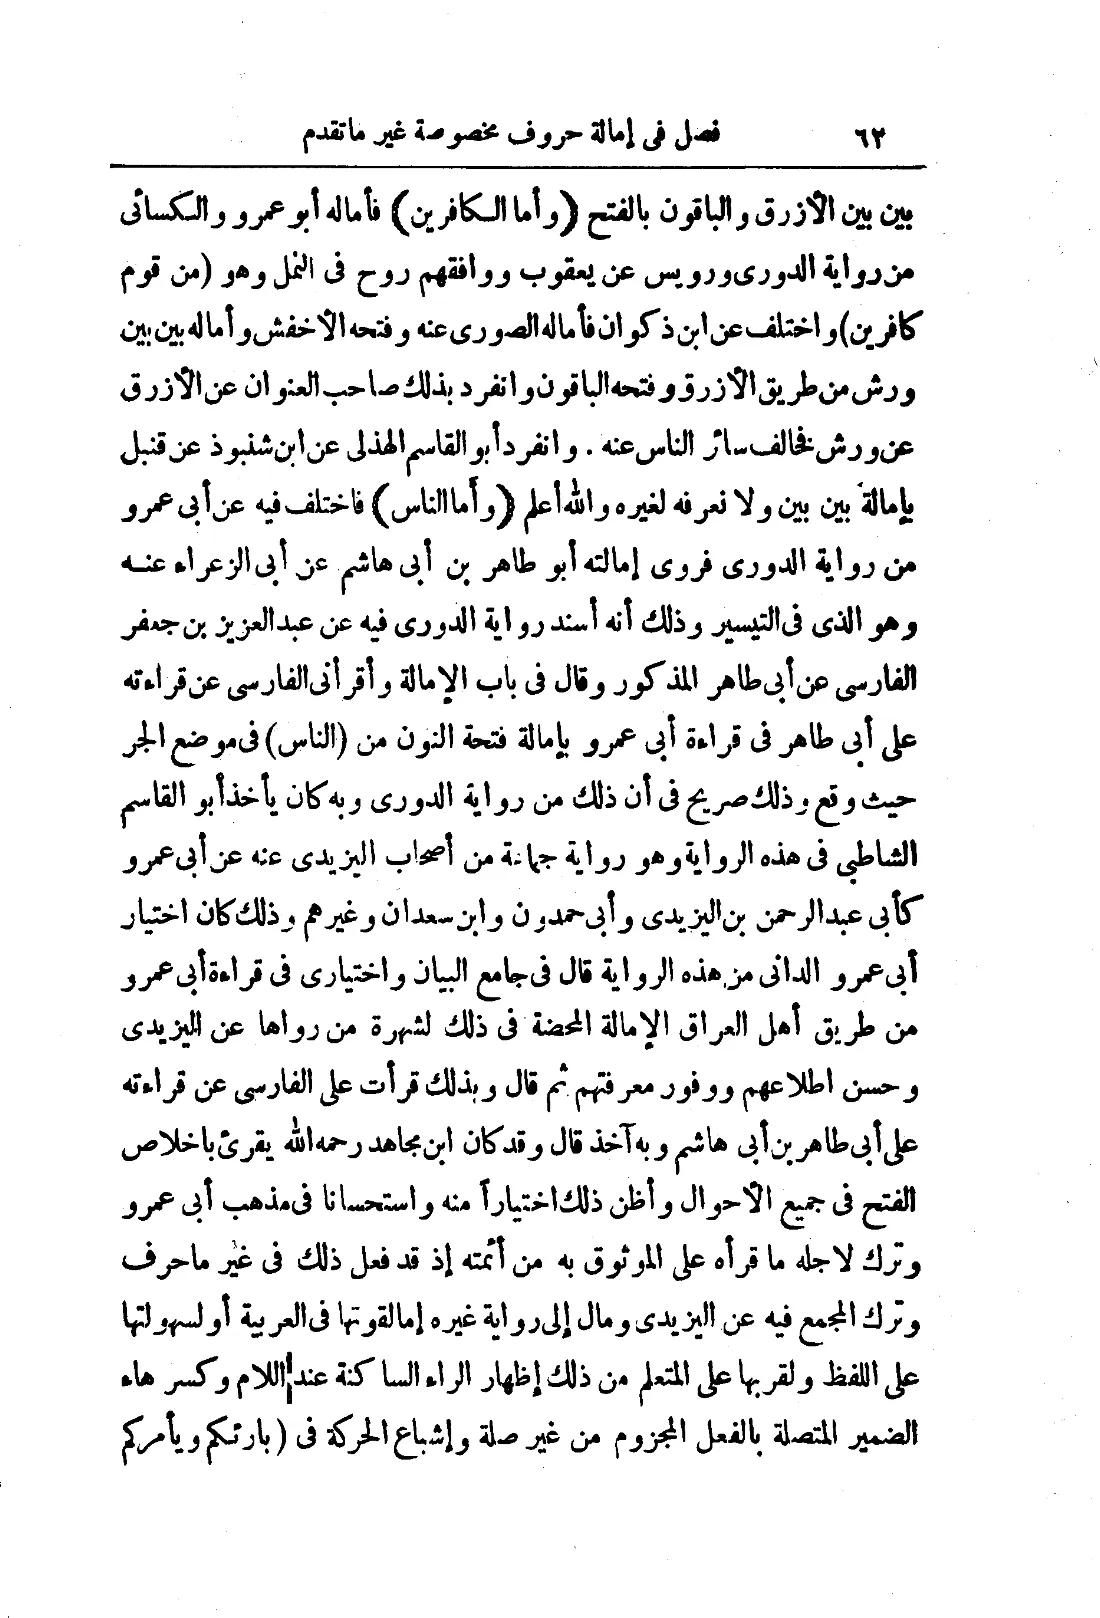 ٦٢ فصل فى إمالة حروف مخصوصة غير ماتقدم
بين بين الأزرق والباقون بالفتح (وأما الكافرين) فأماله أبو عمرو والكسائى
من رواية الدورى ورويس عن يعقوب ووافقهم روح فى النمل وهو (من قوم
كافرين) واختلف عن ابن ذكوان فأماله الصورى عنه وفتحه الأخفش وأماله بين بين
ورش من طريق الأزرق وفتحه الباقون وانفرد بذلك صاحب العنوان عن الأزرق
عن ورش فخالف سائر الناس عنه . وانفرد أبو القاسم الهذلى عن ابن شنبوذ عن قنبل
بإمالة بين بين ولا نعرفه لغيره والله أعلم (وأما الناس) فاختلف فيه عن أبى عمرو
من رواية الدورى فروى إمالته أبو طاهر بن أبى هاشم عن أبى الزعراء عنه
وهو الذى فى التيسير وذلك أنه أسند رواية الدورى فيه عن عبد العزيز بن جعفر
الفارسى عن أبى طاهر المذكور وقال فى باب الإمالة وأقرأنى الفارسى عن قراءته
على أبى طاهر فى قراءة أبى عمرو بإمالة فتحة النون من (الناس) فى موضع الجر
حيث وقع وذلك صريح فى أن ذلك من رواية الدورى وبه كان يأخذ أبو القاسم
الشاطبى فى هذه الرواية وهو رواية جماعة من أصحاب اليزيدى عنه عن أبى عمرو
كأبى عبد الرحمن بن اليزيدى وأبى حمدون وابن سعدان وغيرهم وذلك كان اختيار
أبى عمرو الدانى من هذه الرواية قال فى جامع البيان واختيارى فى قراءة أبى عمرو
من طريق أهل العراق الإمالة المحضة فى ذلك لشهرة من رواها عن اليزيدى
وحسن اطلاعهم ووفور معرفتهم ثم قال وبذلك قرأت على الفارسى عن قراءته
على أبى طاهر بن أبى هاشم وبه آخذ قال وقد كان ابن مجاهد رحمه الله يقرئ باخلاص
الفتح فى جميع الأحوال وأظن ذلك اختياراً منه واستحسانا فى مذهب أبى عمرو
وترك لاجله ما قرأه على الموثوق به من أئمته إذ قد فعل ذلك فى غير ماحرف
وترك المجمع فيه عن اليزيدى ومال إلى رواية غيره إما لقوتها فى العربية أو لسهولتها
على اللفظ ولقربها على المتعلم من ذلك إظهار الراء الساكنة عند اللام وكسر هاء
الضمير المتصلة بالفعل المجزوم من غير صلة وإشباع الحركة فى (بارئكم ويأمركم